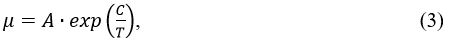 μ = A · exp (C/T), (3)